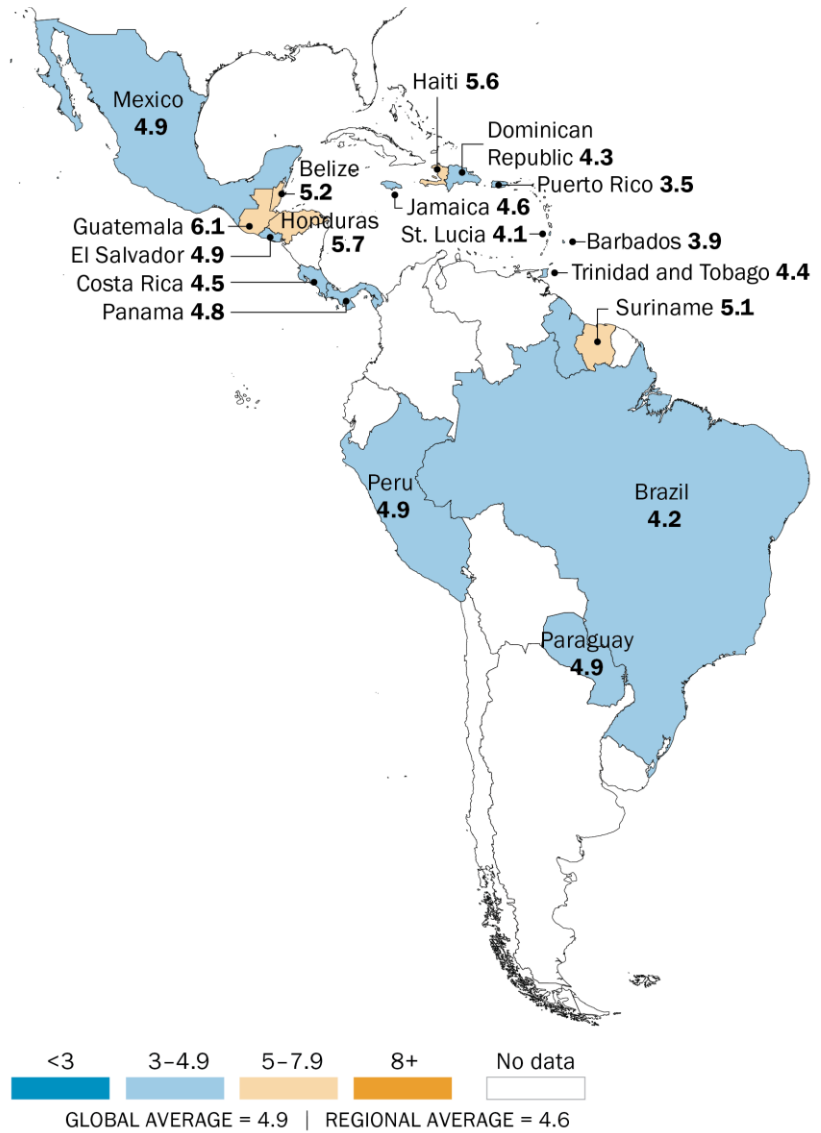 Haiti 5.6
Mexico
4.9
Dominican
Republic 4.3
Belize
5.2
Puerto Rico 3.5
Jamaica 4.6
Guatemala 6.1
Honduras
5.7
St. Lucia 4.1
Barbados 3.9
El Salvador 4.9
Trinidad and Tobago 4.4
Costa Rica 4.5
Panama 4.8
Suriname 5.1
Peru
4.9
Brazil
4.2
Paraguay
4.9
<3
3–4.9
5–7.9
8+
No data
GLOBAL AVERAGE = 4.9 | REGIONAL AVERAGE = 4.6